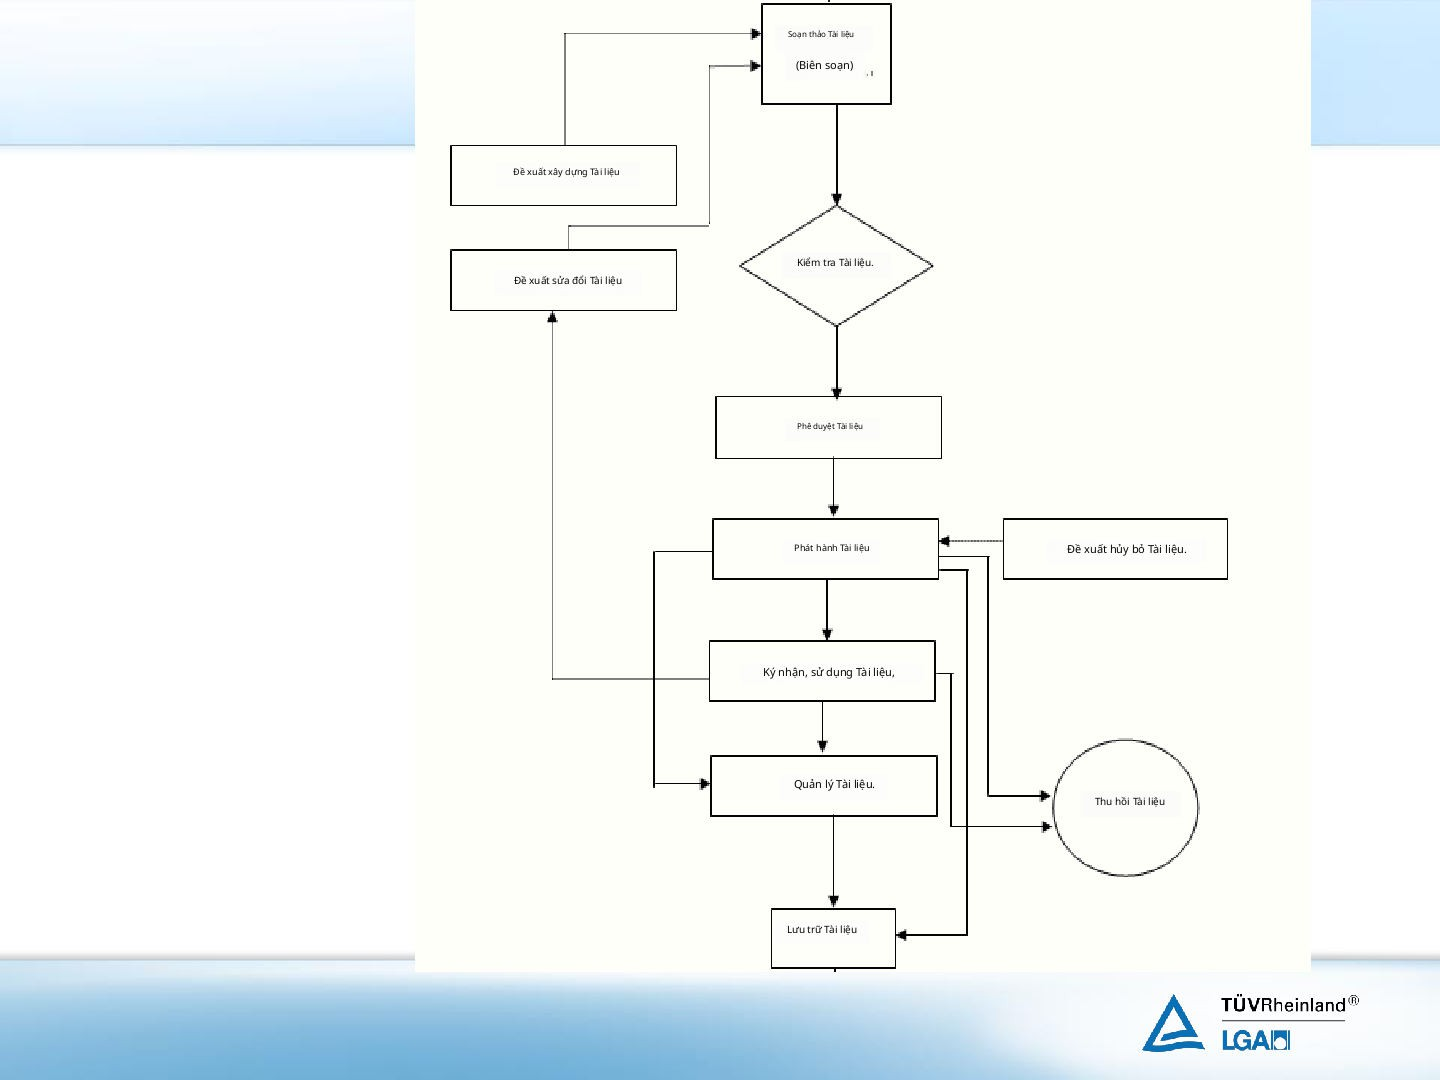 Soạn thảo Tài liệu
(Biên soạn)
Đề xuất xây dựng Tài liệu
Kiểm tra Tài liệu.
Đề xuất sửa đổi Tài liệu
Phê duyệt Tài liệu
Phát hành Tài liệu
Đề xuất hủy bỏ Tài liệu.
Ký nhận, sử dụng Tài liệu,
Quản lý Tài liệu.
Thu hồi Tài liệu
Lưu trữ Tài liệu
TÜVRheinland®
LGA